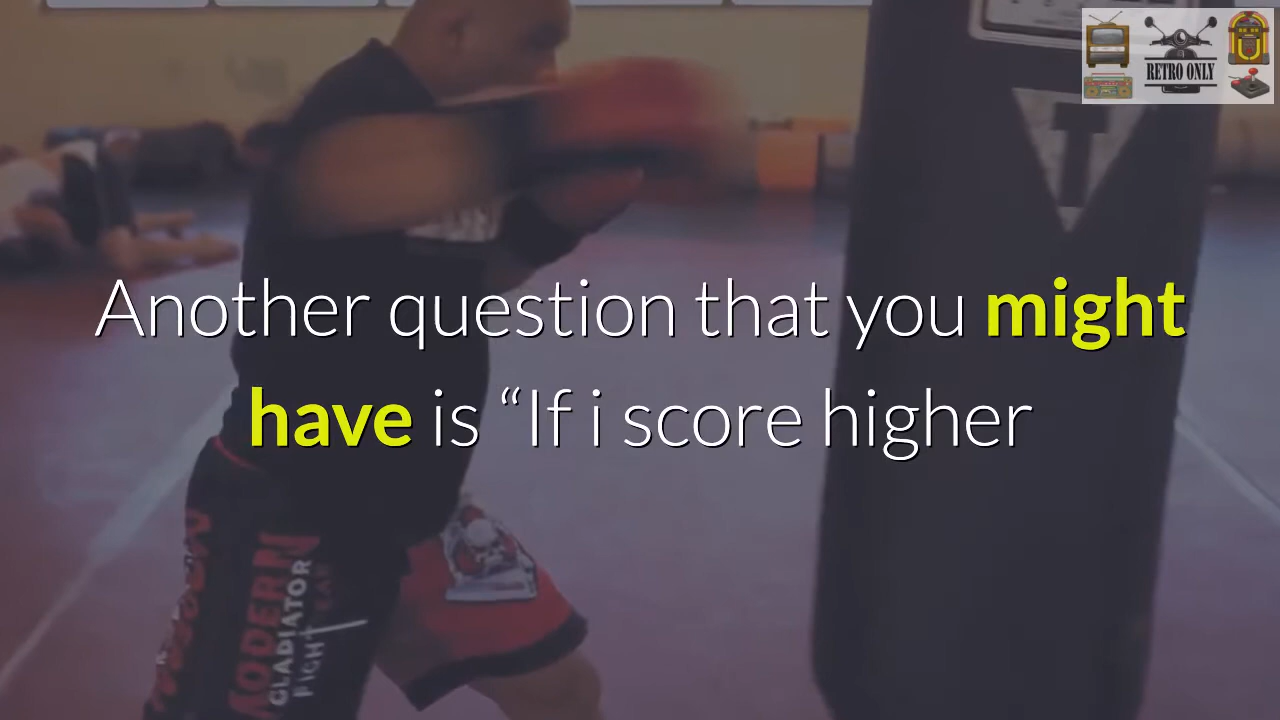 RETRO ONLY
Another question that you might
have is “If i score higher
MODERN
GLADIATOR
FIGHT